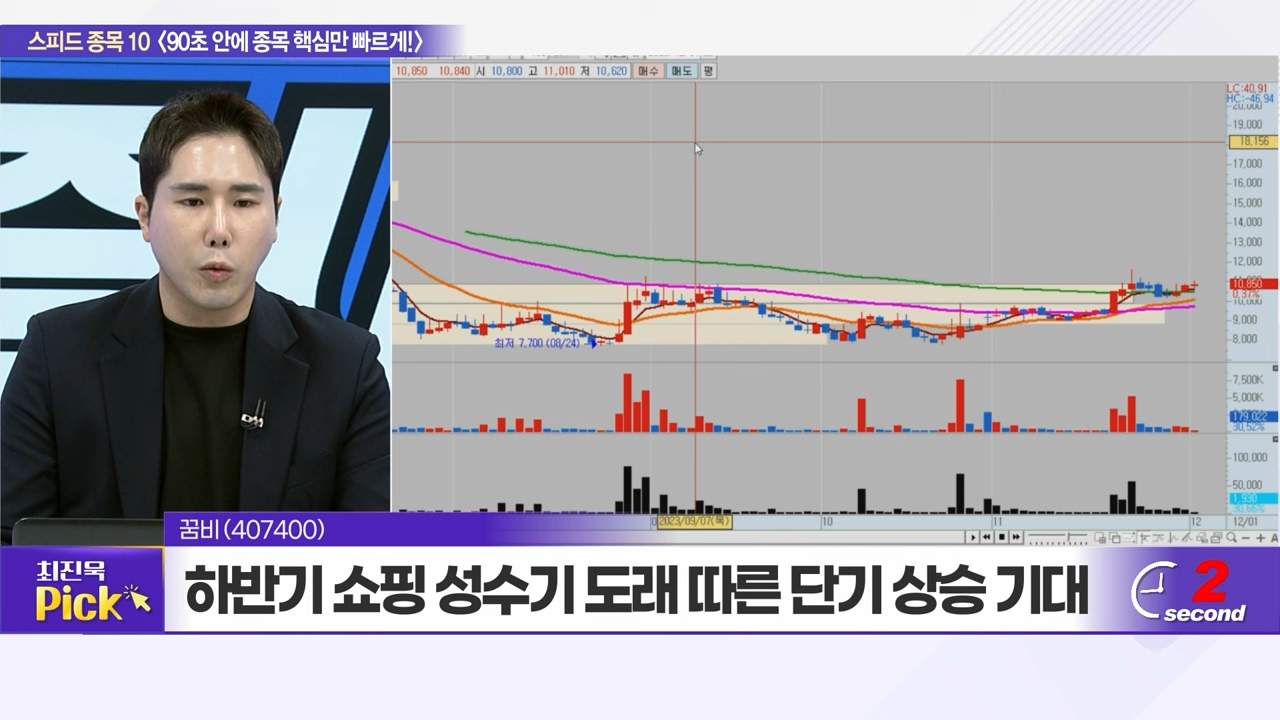 스피드 종목 10 〈90초 안에 종목 핵심만 빠르게!〉
10,850 10,840 시 10,800 고 11,010 저 10,620 매수 매도 평
LC:40.91
HC:-46.94
20,000
19,000
18,156
17,000
16,000
15,000
14,000
13,000
12,000
10,850
0.37%
10,000
9,000
8,000
최저 7,700 (08/24)
7,500K
5,000K
179,022
30.52%
100,000
50,000
1,930
30.66%
2023/09/07(목) 10 11 12 12/01
꿈비 (407400)
최진욱
Pick
하반기 쇼핑 성수기 도래 따른 단기 상승 기대
2
second